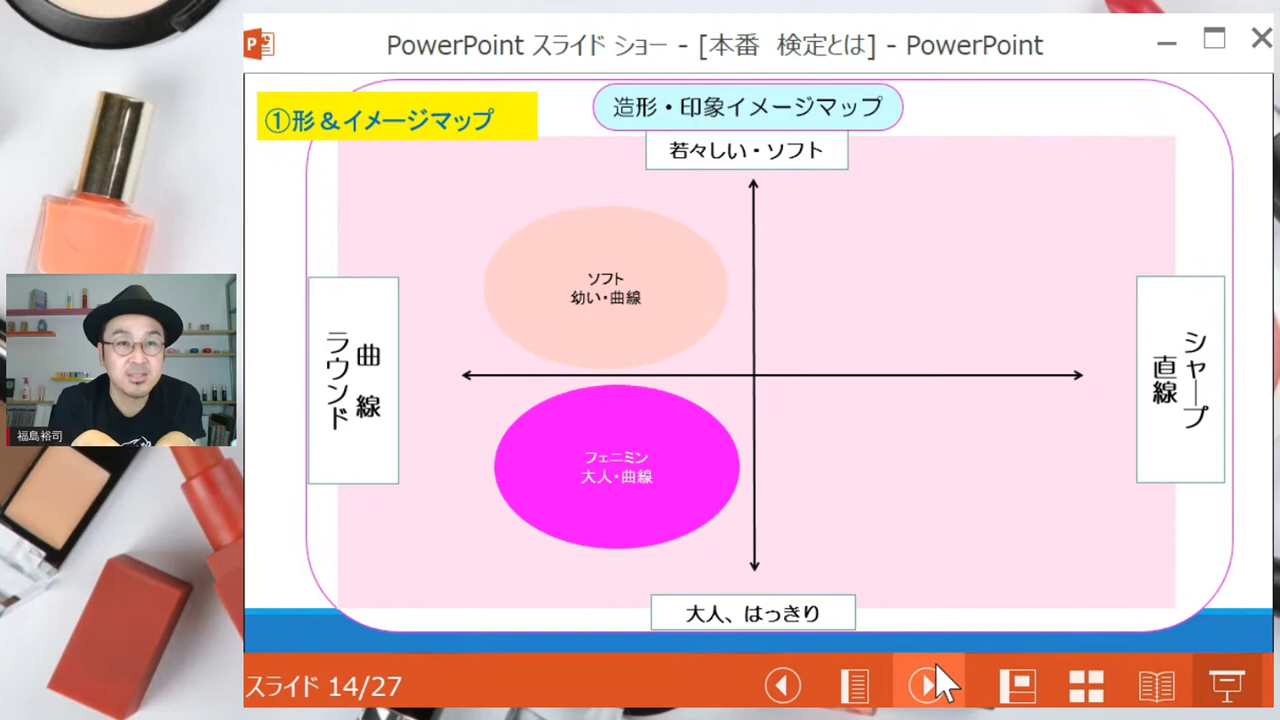 PowerPoint スライド ショー - [本番　検定とは] - PowerPoint
①形＆イメージマップ
造形・印象イメージマップ
若々しい・ソフト
ソフト
幼い・曲線
曲　線
ラウンド
シャープ
直線
フェニミン
大人・曲線
大人、はっきり
福島裕司
スライド 14/27